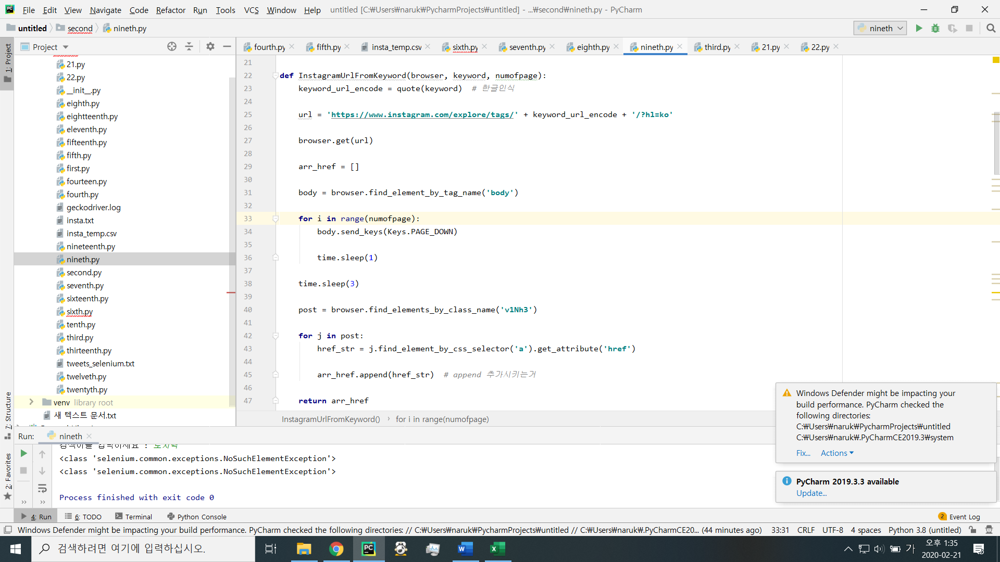 File Edit View Navigate Code Refactor Run Tools VCS Window Help untitled [C:₩Users₩naruk₩PycharmProjects₩untitled] - ...₩second₩nineth.py - PyCharm
untitled second nineth.py nineth
1: Project
Project
fourth.py fifth.py insta_temp.csv sixth.py seventh.py eighth.py nineth.py third.py 21.py 22.py
21.py
22.py
__init__.py
eighth.py
eightteenth.py
eleventh.py
fifteenth.py
fifth.py
first.py
fourteen.py
fourth.py
geckodriver.log
insta.txt
insta_temp.csv
nineteenth.py
nineth.py
second.py
seventh.py
sixteenth.py
sixth.py
tenth.py
third.py
thirteenth.py
tweets_selenium.txt
twelveth.py
twentyth.py
venv library root
새 텍스트 문서.txt
21
22 def InstagramUrlFromKeyword(browser, keyword, numofpage):
23 keyword_url_encode = quote(keyword) # 한글인식
24
25 url = 'https://www.instagram.com/explore/tags/' + keyword_url_encode + '/?hl=ko'
26
27 browser.get(url)
28
29 arr_href = []
30
31 body = browser.find_element_by_tag_name('body')
32
33 for i in range(numofpage):
34 body.send_keys(Keys.PAGE_DOWN)
35
36 time.sleep(1)
37
38 time.sleep(3)
39
40 post = browser.find_elements_by_class_name('v1Nh3')
41
42 for j in post:
43 href_str = j.find_element_by_css_selector('a').get_attribute('href')
44
45 arr_href.append(href_str) # append 추가시키는거
46
47 return arr_href
InstagramUrlFromKeyword() › for i in range(numofpage)
7: Structure
2: Favorites
Run: nineth
검색어를 입력하세요 :
<class 'selenium.common.exceptions.NoSuchElementException'>
<class 'selenium.common.exceptions.NoSuchElementException'>
Process finished with exit code 0
Windows Defender might be impacting your
build performance. PyCharm checked the
following directories:
C:₩Users₩naruk₩PycharmProjects₩untitled
C:₩Users₩naruk₩.PyCharmCE2019.3₩system
Fix... Actions
PyCharm 2019.3.3 available
Update...
4: Run 6: TODO Terminal Python Console 2 Event Log
Windows Defender might be impacting your build performance. PyCharm checked the following directories: // C:₩Users₩naruk₩PycharmProjects₩untitled // C:₩Users₩naruk₩.PyCharmCE20... (44 minutes ago) 33:31 CRLF UTF-8 4 spaces Python 3.8 (untitled)
검색하려면 여기에 입력하십시오.
가 오후 1:35
2020-02-21